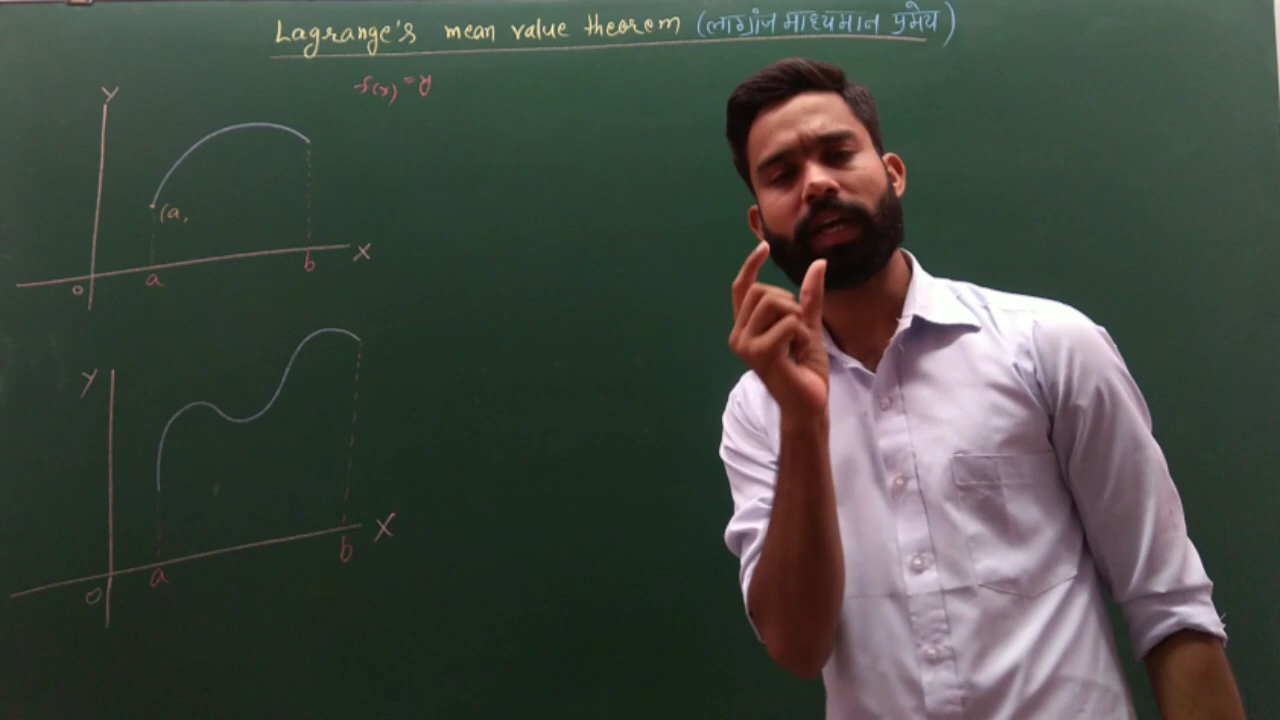 Lagrange's mean value theorem (लाग्रांज माध्यमान प्रमेय)
f(x) = y
Y
(a,
X
O
a
b
Y
X
O
a
b